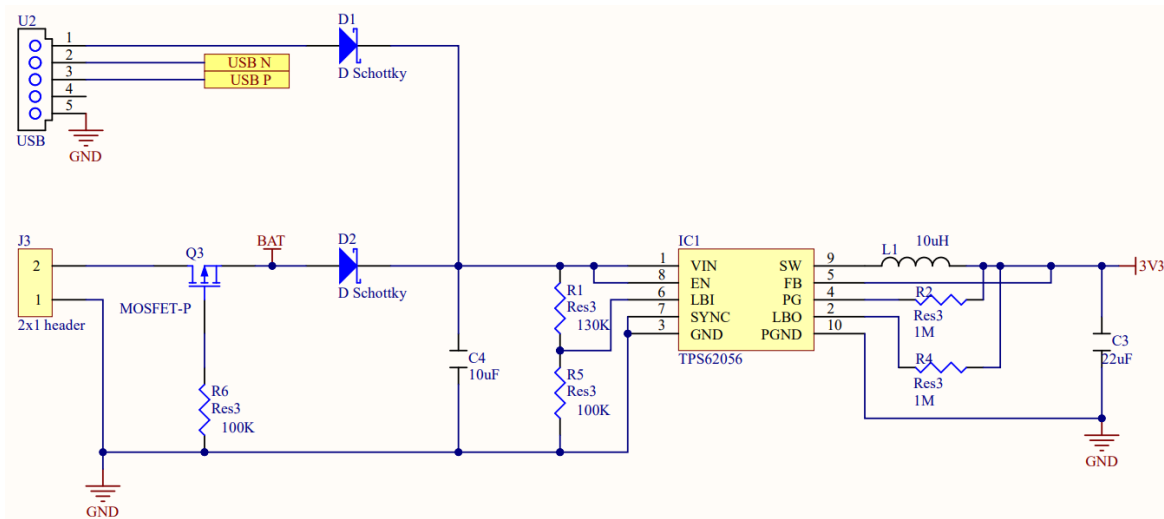 U2
1
2
3
4
5
USB
GND
USB N
USB P
D1
D Schottky
J3
2
1
2x1 header
Q3
MOSFET-P
BAT
D2
D Schottky
R6
Res3
100K
GND
C4
10uF
R1
Res3
130K
R5
Res3
100K
IC1
1 VIN SW 9
8 EN FB 5
6 LBI PG 4
7 SYNC LBO 2
3 GND PGND 10
TPS62056
L1 10uH
R2
Res3
1M
R4
Res3
1M
3V3
C3
22uF
GND